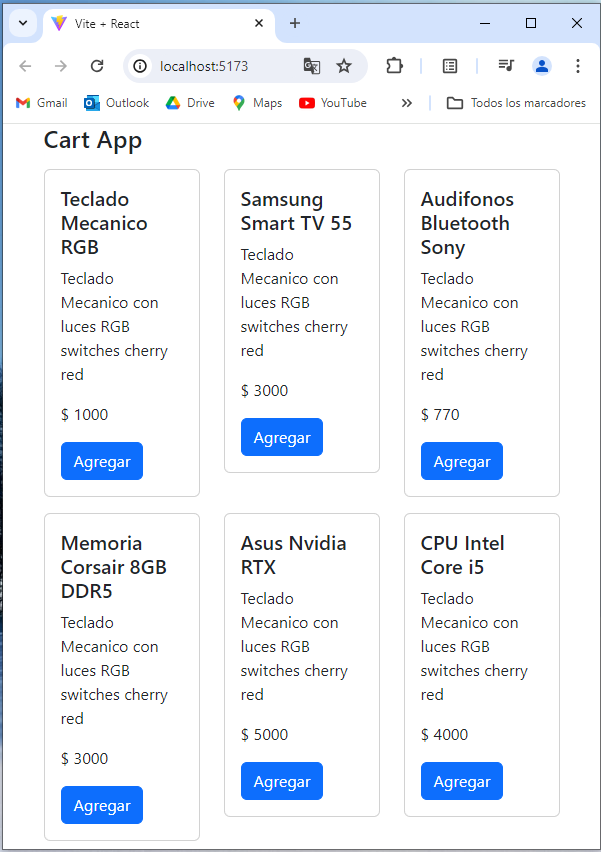 Vite + React
localhost:5173
Gmail Outlook Drive Maps YouTube Todos los marcadores
Cart App
Teclado
Mecanico
RGB
Teclado
Mecanico con
luces RGB
switches cherry
red
$ 1000
Agregar
Samsung
Smart TV 55
Teclado
Mecanico con
luces RGB
switches cherry
red
$ 3000
Agregar
Audifonos
Bluetooth
Sony
Teclado
Mecanico con
luces RGB
switches cherry
red
$ 770
Agregar
Memoria
Corsair 8GB
DDR5
Teclado
Mecanico con
luces RGB
switches cherry
red
$ 3000
Agregar
Asus Nvidia
RTX
Teclado
Mecanico con
luces RGB
switches cherry
red
$ 5000
Agregar
CPU Intel
Core i5
Teclado
Mecanico con
luces RGB
switches cherry
red
$ 4000
Agregar